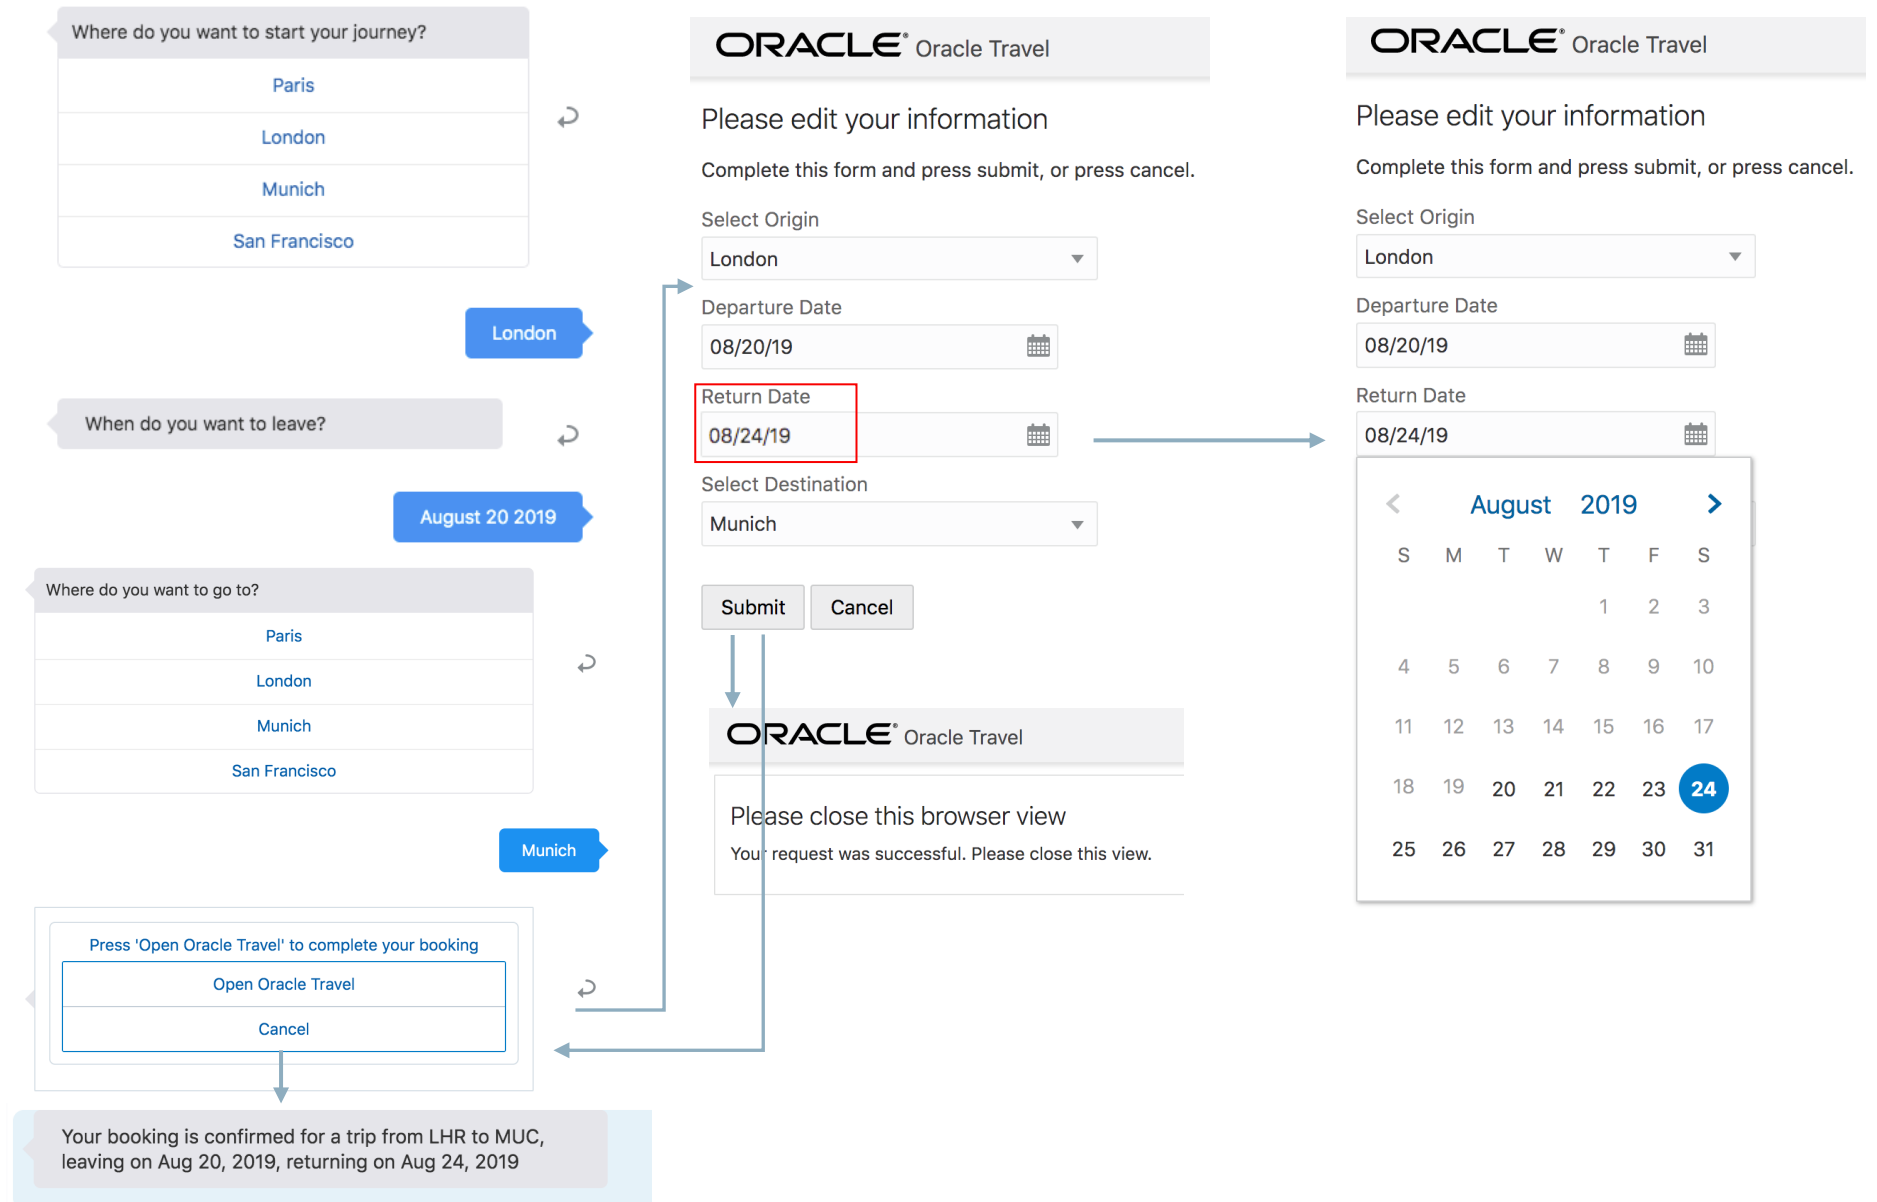 Where do you want to start your journey?
Paris
London
Munich
San Francisco
London
When do you want to leave?
August 20 2019
Where do you want to go to?
Paris
London
Munich
San Francisco
Munich
Press 'Open Oracle Travel' to complete your booking
Open Oracle Travel
Cancel
Your booking is confirmed for a trip from LHR to MUC,
leaving on Aug 20, 2019, returning on Aug 24, 2019
ORACLE® Oracle Travel
Please edit your information
Complete this form and press submit, or press cancel.
Select Origin
London
Departure Date
08/20/19
Return Date
08/24/19
Select Destination
Munich
Submit Cancel
ORACLE® Oracle Travel
Please close this browser view
Your request was successful. Please close this view.
ORACLE® Oracle Travel
Please edit your information
Complete this form and press submit, or press cancel.
Select Origin
London
Departure Date
08/20/19
Return Date
08/24/19
August 2019
S M T W T F S
1 2 3
4 5 6 7 8 9 10
11 12 13 14 15 16 17
18 19 20 21 22 23 24
25 26 27 28 29 30 31